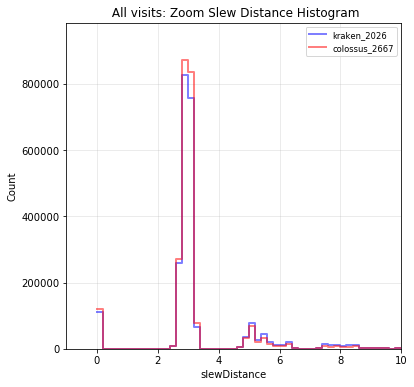 All visits: Zoom Slew Distance Histogram
kraken_2026
colossus_2667
800000
600000
400000
200000
0
Count
0 2 4 6 8 10
slewDistance